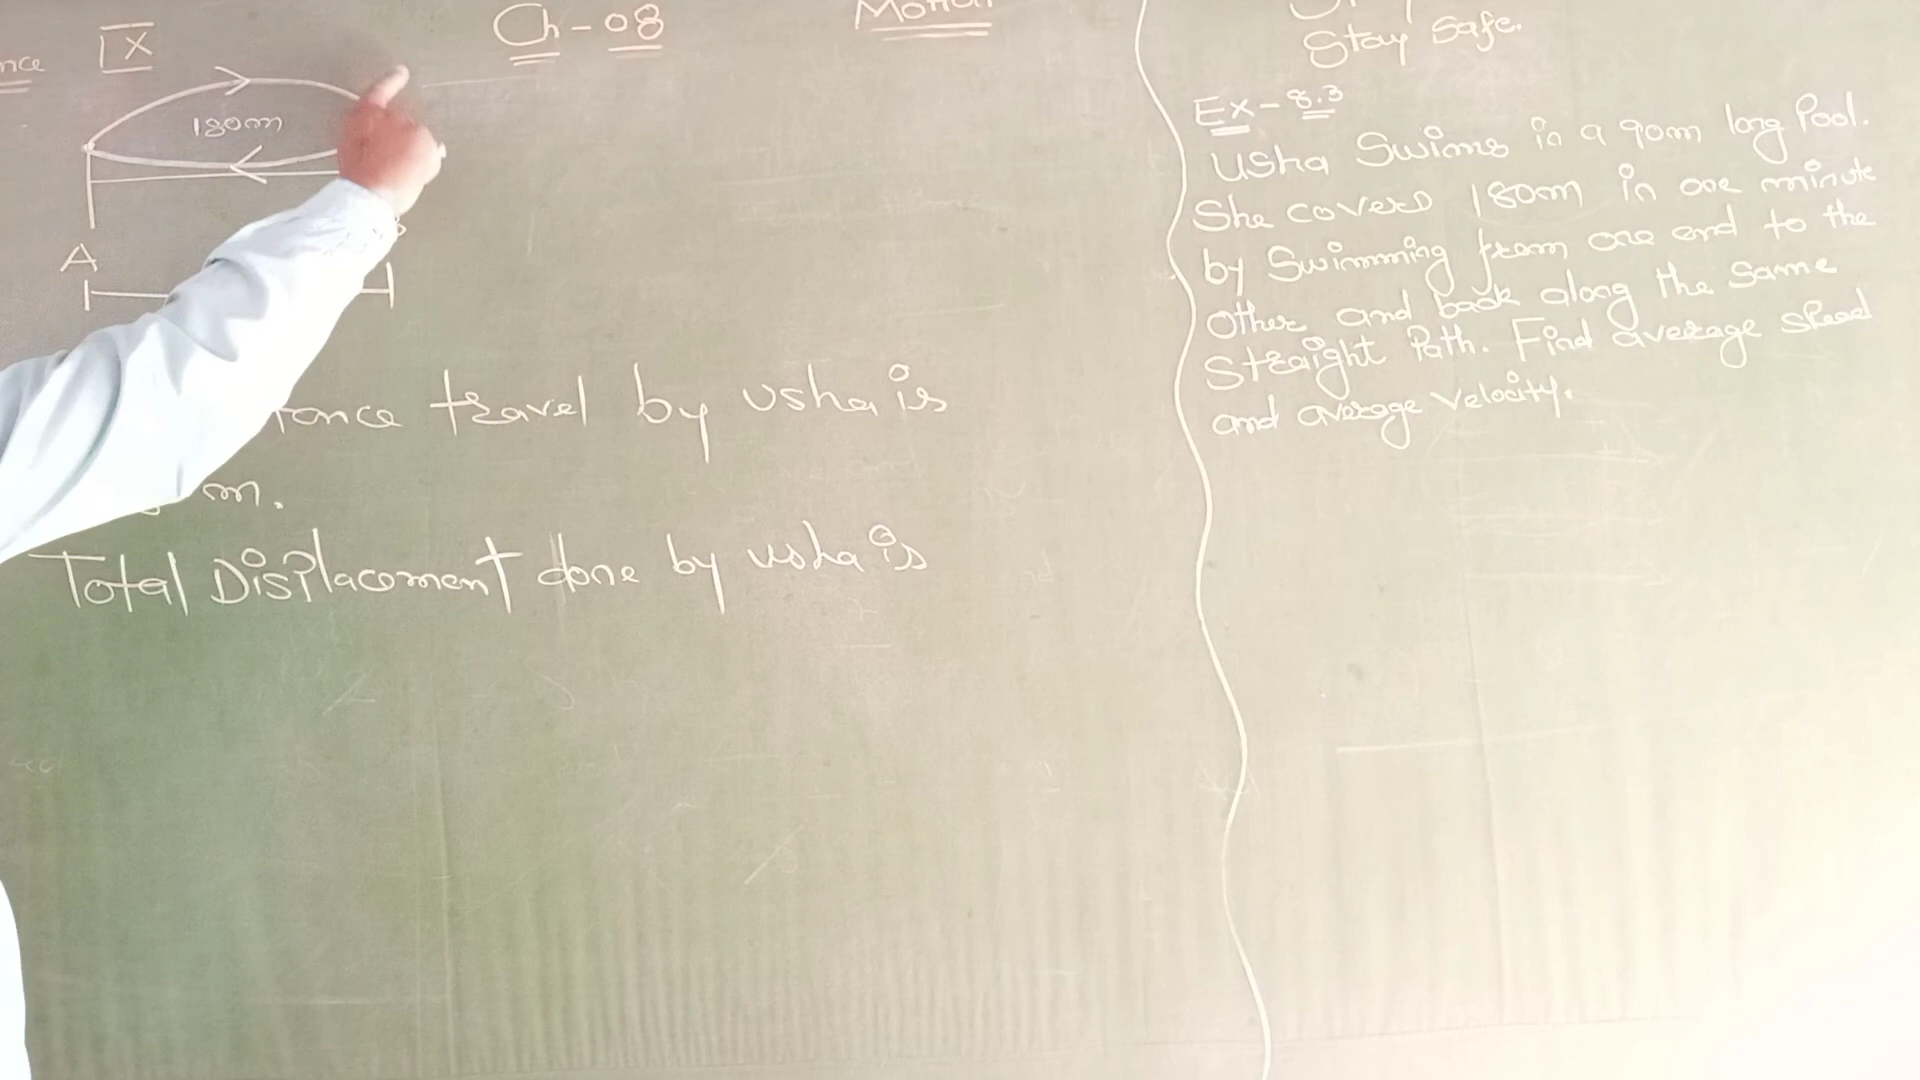 IX
Ch-08
Motion
180m
A
travel by usha is
m.
Total Displacement done by usha is
Stay safe.
Ex-8.3
Usha Swims in a 90m long Pool.
She covers 180m in one minute
by Swimming from one end to the
Other and back along the same
Straight Path. Find average speed
and average velocity.